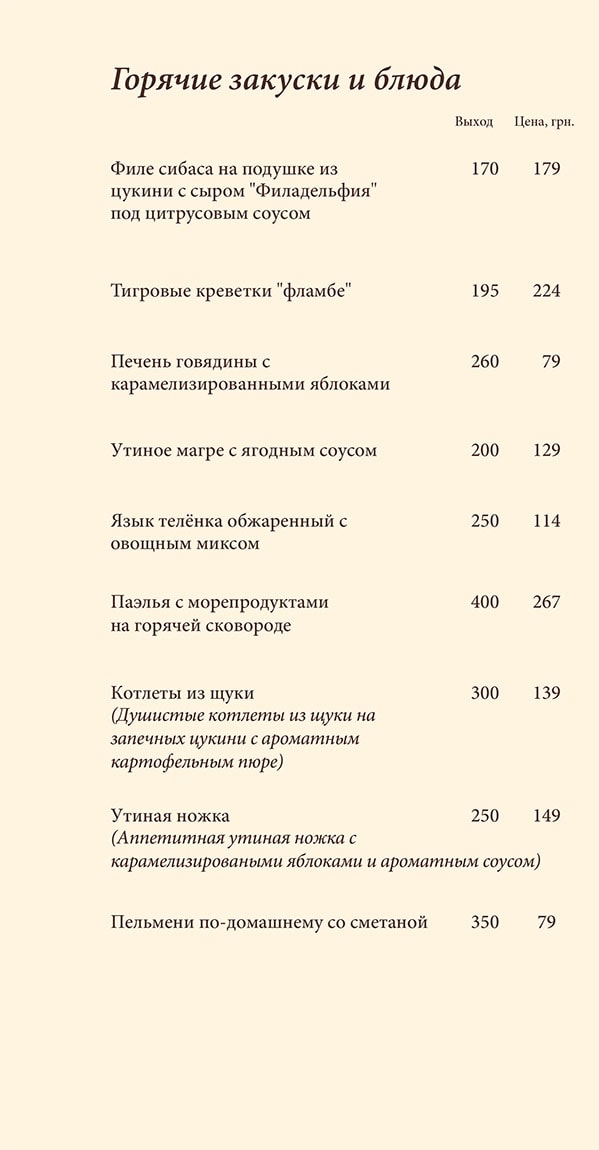 Горячие закуски и блюда
Выход Цена, грн.
Филе сибаса на подушке из 170 179
цукини с сыром "Филадельфия"
под цитрусовым соусом
Тигровые креветки "фламбе" 195 224
Печень говядины с 260 79
карамелизированными яблоками
Утиное магре с ягодным соусом 200 129
Язык телёнка обжаренный с 250 114
овощным миксом
Паэлья с морепродуктами 400 267
на горячей сковороде
Котлеты из щуки 300 139
(Душистые котлеты из щуки на
запечных цукини с ароматным
картофельным пюре)
Утиная ножка 250 149
(Аппетитная утиная ножка с
карамелизироваными яблоками и ароматным соусом)
Пельмени по-домашнему со сметаной 350 79